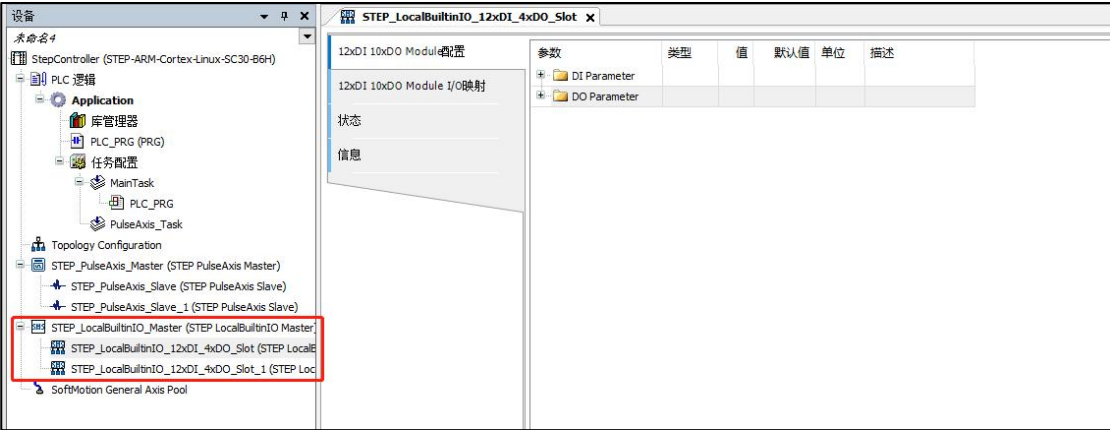 设备
未命名4
StepController (STEP-ARM-Cortex-Linux-SC30-B6H)
PLC 逻辑
Application
库管理器
PLC_PRG (PRG)
任务配置
MainTask
PLC_PRG
PulseAxis_Task
Topology Configuration
STEP_PulseAxis_Master (STEP PulseAxis Master)
STEP_PulseAxis_Slave (STEP PulseAxis Slave)
STEP_PulseAxis_Slave_1 (STEP PulseAxis Slave)
STEP_LocalBuiltinIO_Master (STEP LocalBuiltinIO Master)
STEP_LocalBuiltinIO_12xDI_4xDO_Slot (STEP LocalB
STEP_LocalBuiltinIO_12xDI_4xDO_Slot_1 (STEP Loc
SoftMotion General Axis Pool
STEP_LocalBuiltinIO_12xDI_4xDO_Slot
12xDI 10xDO Module配置
12xDI 10xDO Module I/O映射
状态
信息
参数 类型 值 默认值 单位 描述
DI Parameter
DO Parameter